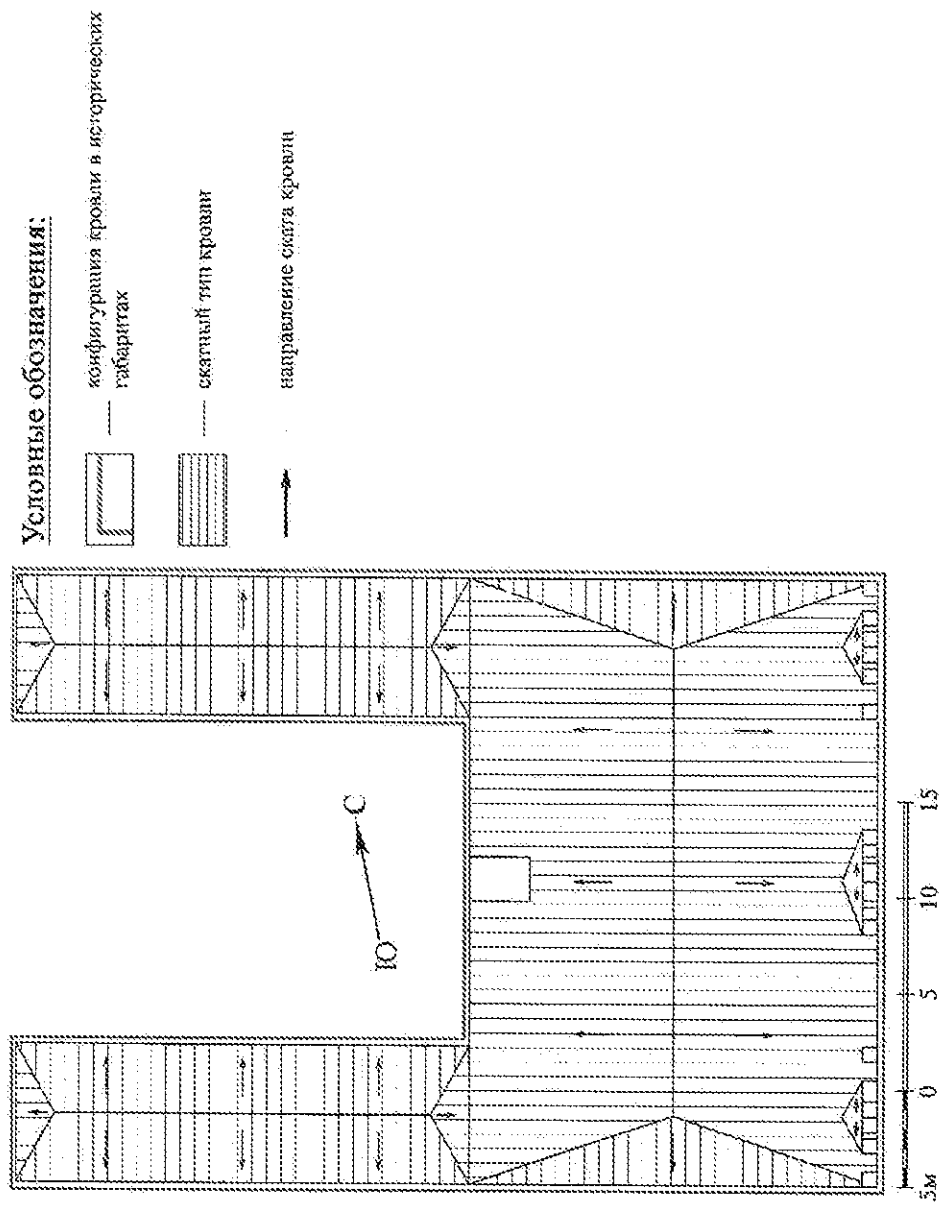 Условные обозначения:
— конфигурация кровли в исторических
габаритах
— скатный тип кровли
направление ската кровли
С
Ю
5м 0 5 10 15